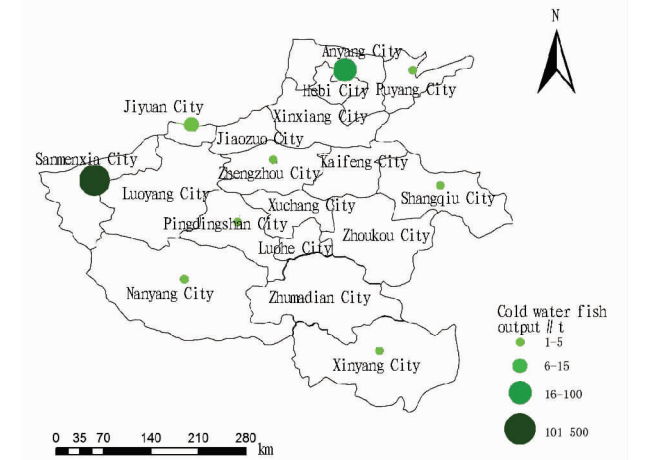 N
Anyang City
Hebi City
Puyang City
Jiyuan City
Xinxiang City
Jiaozuo City
Sanmenxia City
Kaifeng City
Zhengzhou City
Luoyang City
Shangqiu City
Xuchang City
Pingdingshan City
Zhoukou City
Luohe City
Nanyang City
Zhumadian City
Xinyang City
Cold water fish
output∥t
1-5
6-15
16-100
101 500
0 35 70 140 210 280
km